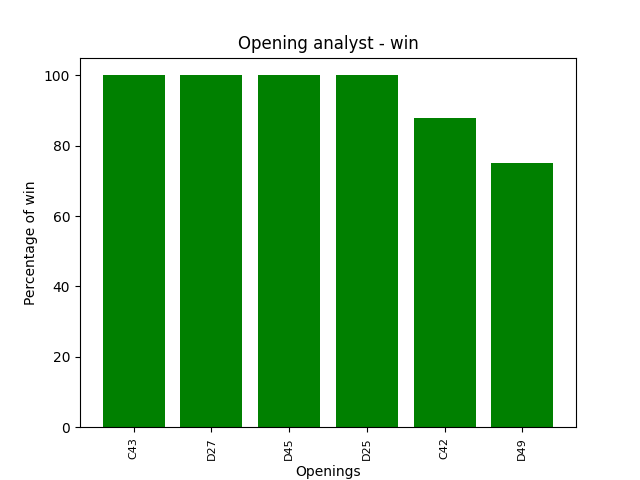 Opening analyst - win
Percentage of win
100
80
60
40
20
0
C43 D27 D45 D25 C42 D49
Openings